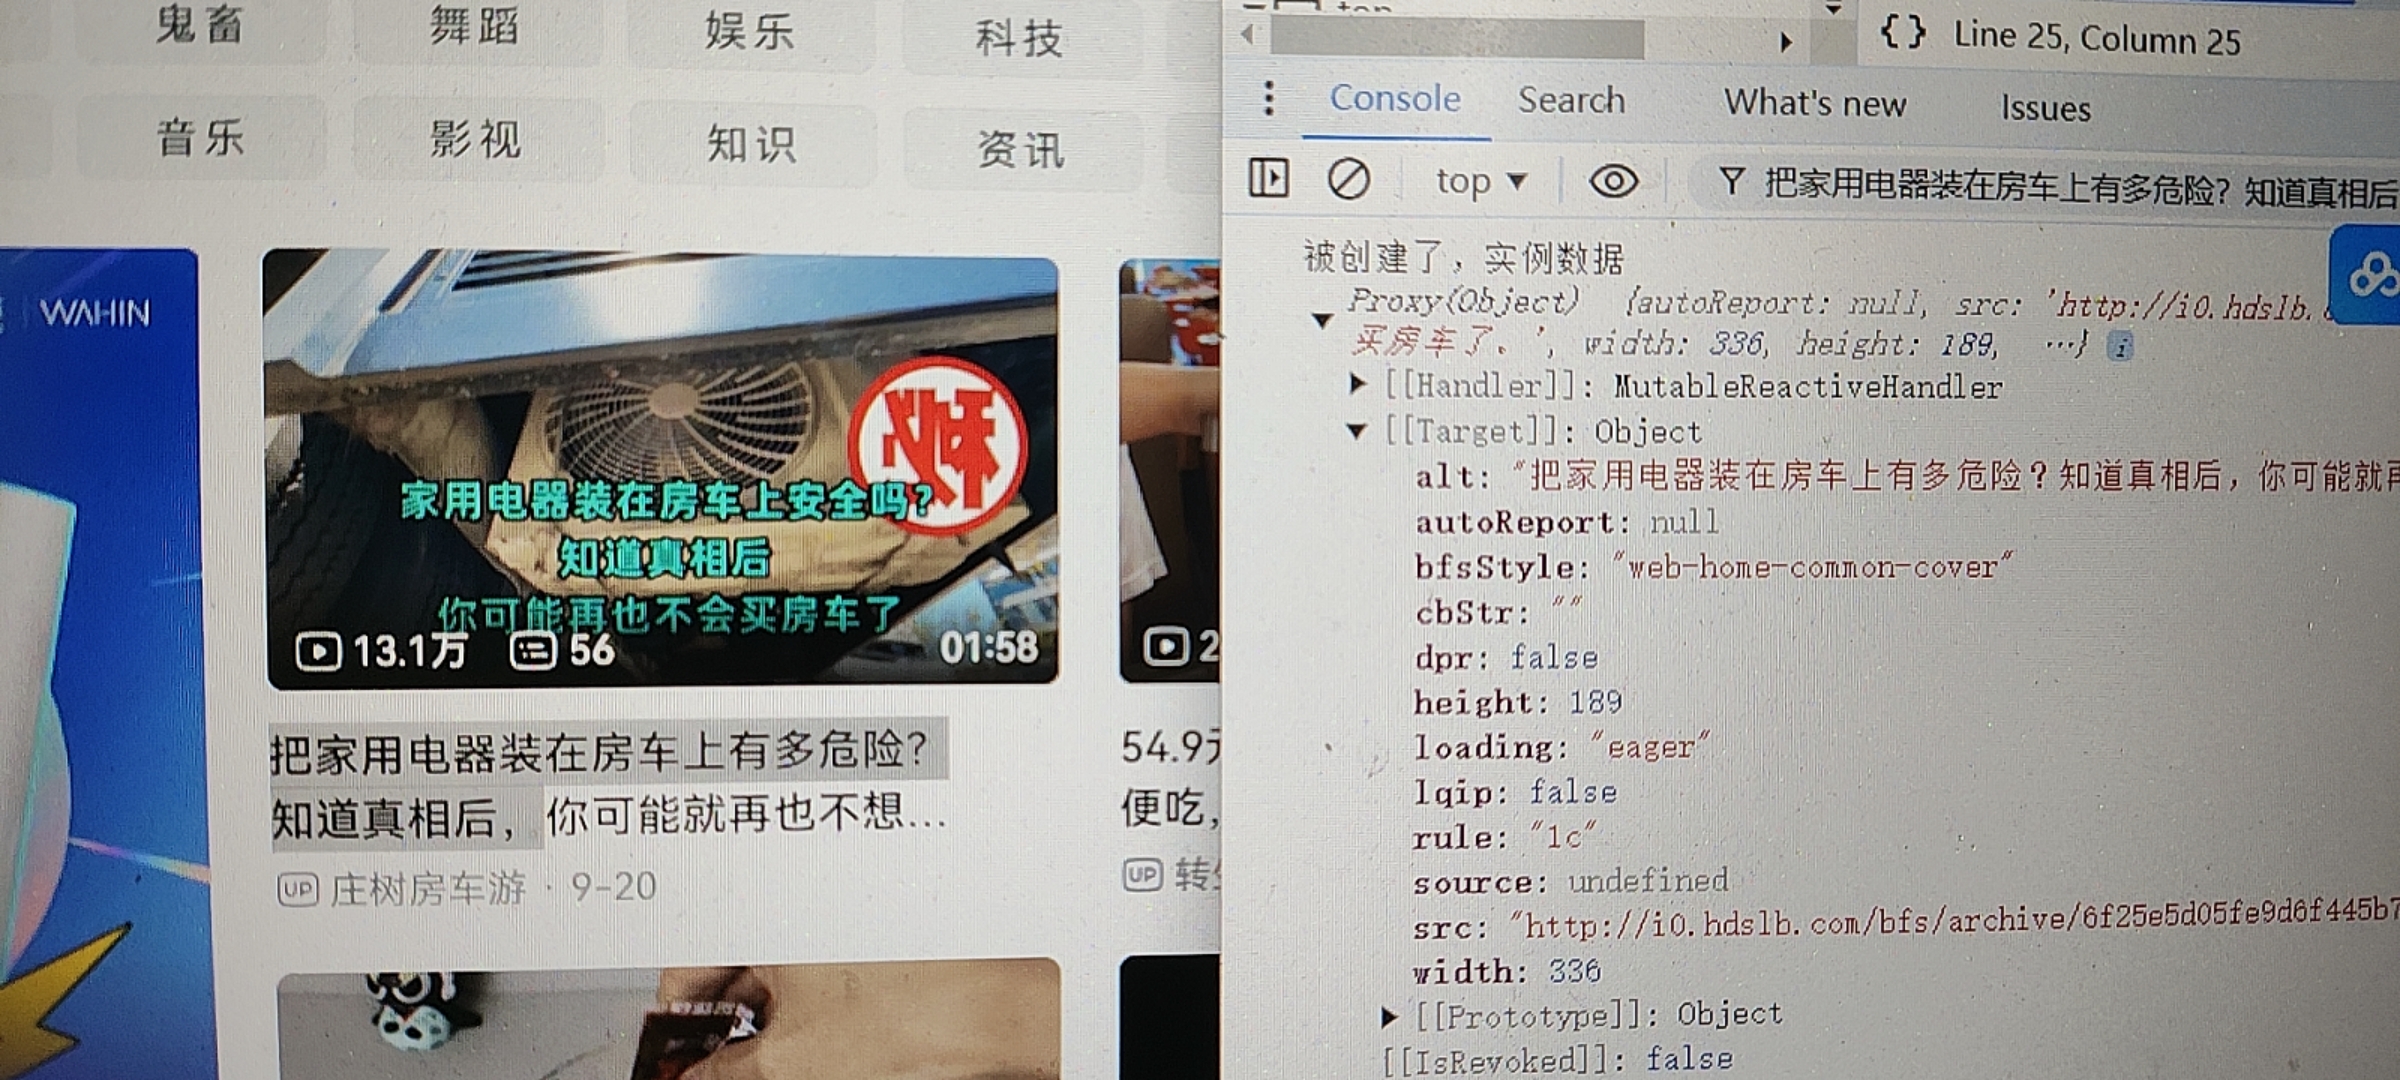 鬼畜
舞蹈
娱乐
科技
音乐
影视
知识
资讯
WAHIN
秘
家用电器装在房车上安全吗?
知道真相后
你可能再也不会买房车了
13.1万
56
01:58
把家用电器装在房车上有多危险?
知道真相后，你可能就再也不想...
UP 庄树房车游 · 9-20
2
54.9
便吃,
UP 转
{} Line 25, Column 25
Console Search What's new Issues
top ▼ 把家用电器装在房车上有多危险? 知道真相后
被创建了，实例数据
Proxy(Object) {autoReport: null, src: 'http://i0.hdslb.
买房车了。', width: 336, height: 189, …} i
[[Handler]]: MutableReactiveHandler
[[Target]]: Object
alt: "把家用电器装在房车上有多危险？知道真相后，你可能就再
autoReport: null
bfsStyle: "web-home-common-cover"
cbStr: ""
dpr: false
height: 189
loading: "eager"
lqip: false
rule: "1c"
source: undefined
src: "http://i0.hdslb.com/bfs/archive/6f25e5d05fe9d6f445b7
width: 336
[[Prototype]]: Object
[[IsRevoked]]: false